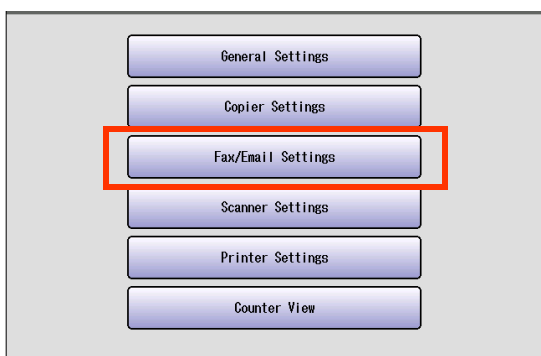 General Settings
Copier Settings
Fax/Email Settings
Scanner Settings
Printer Settings
Counter View